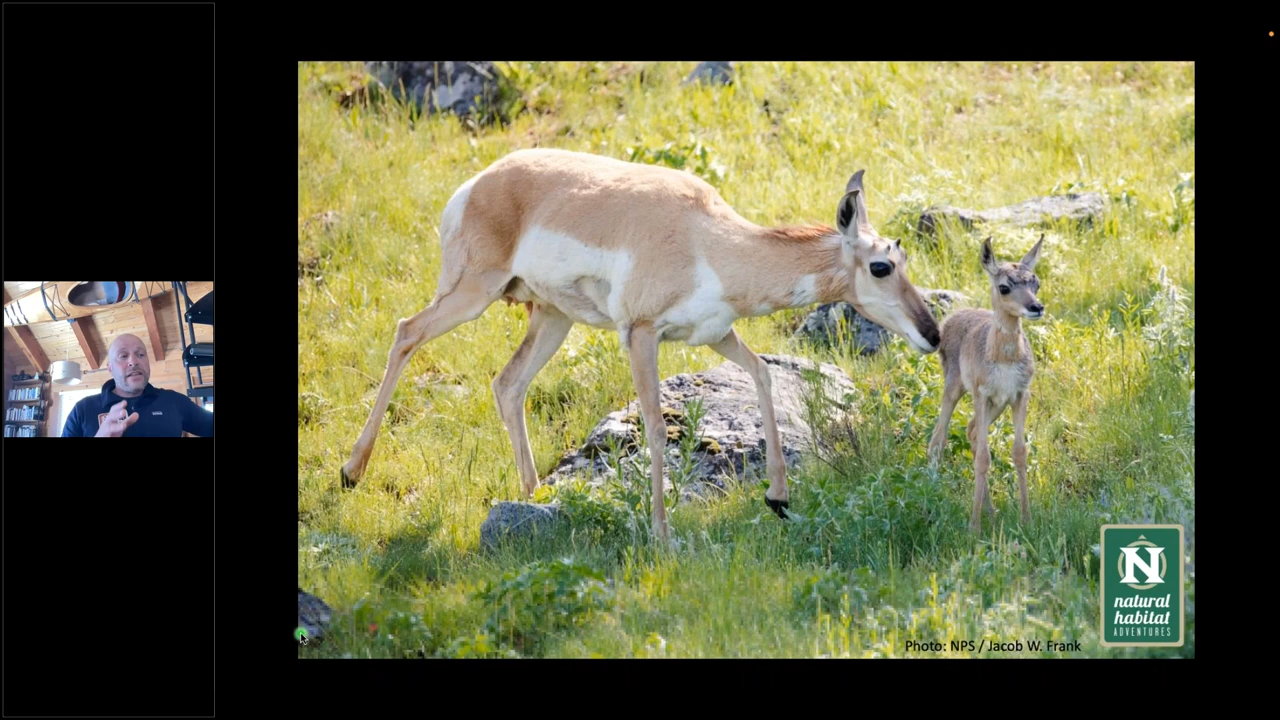 N
natural
habitat
ADVENTURES
Photo: NPS / Jacob W. Frank